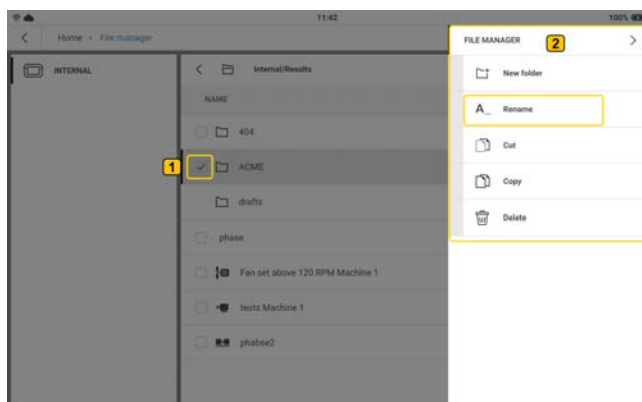 11:42
100%
Home • File manager
FILE MANAGER
2
INTERNAL
Internal/Results
New folder
NAME
A_ Rename
404
Cut
1
ACME
Copy
drafts
Delete
phase
Fan set above 120 RPM Machine 1
tests Machine 1
phabse2